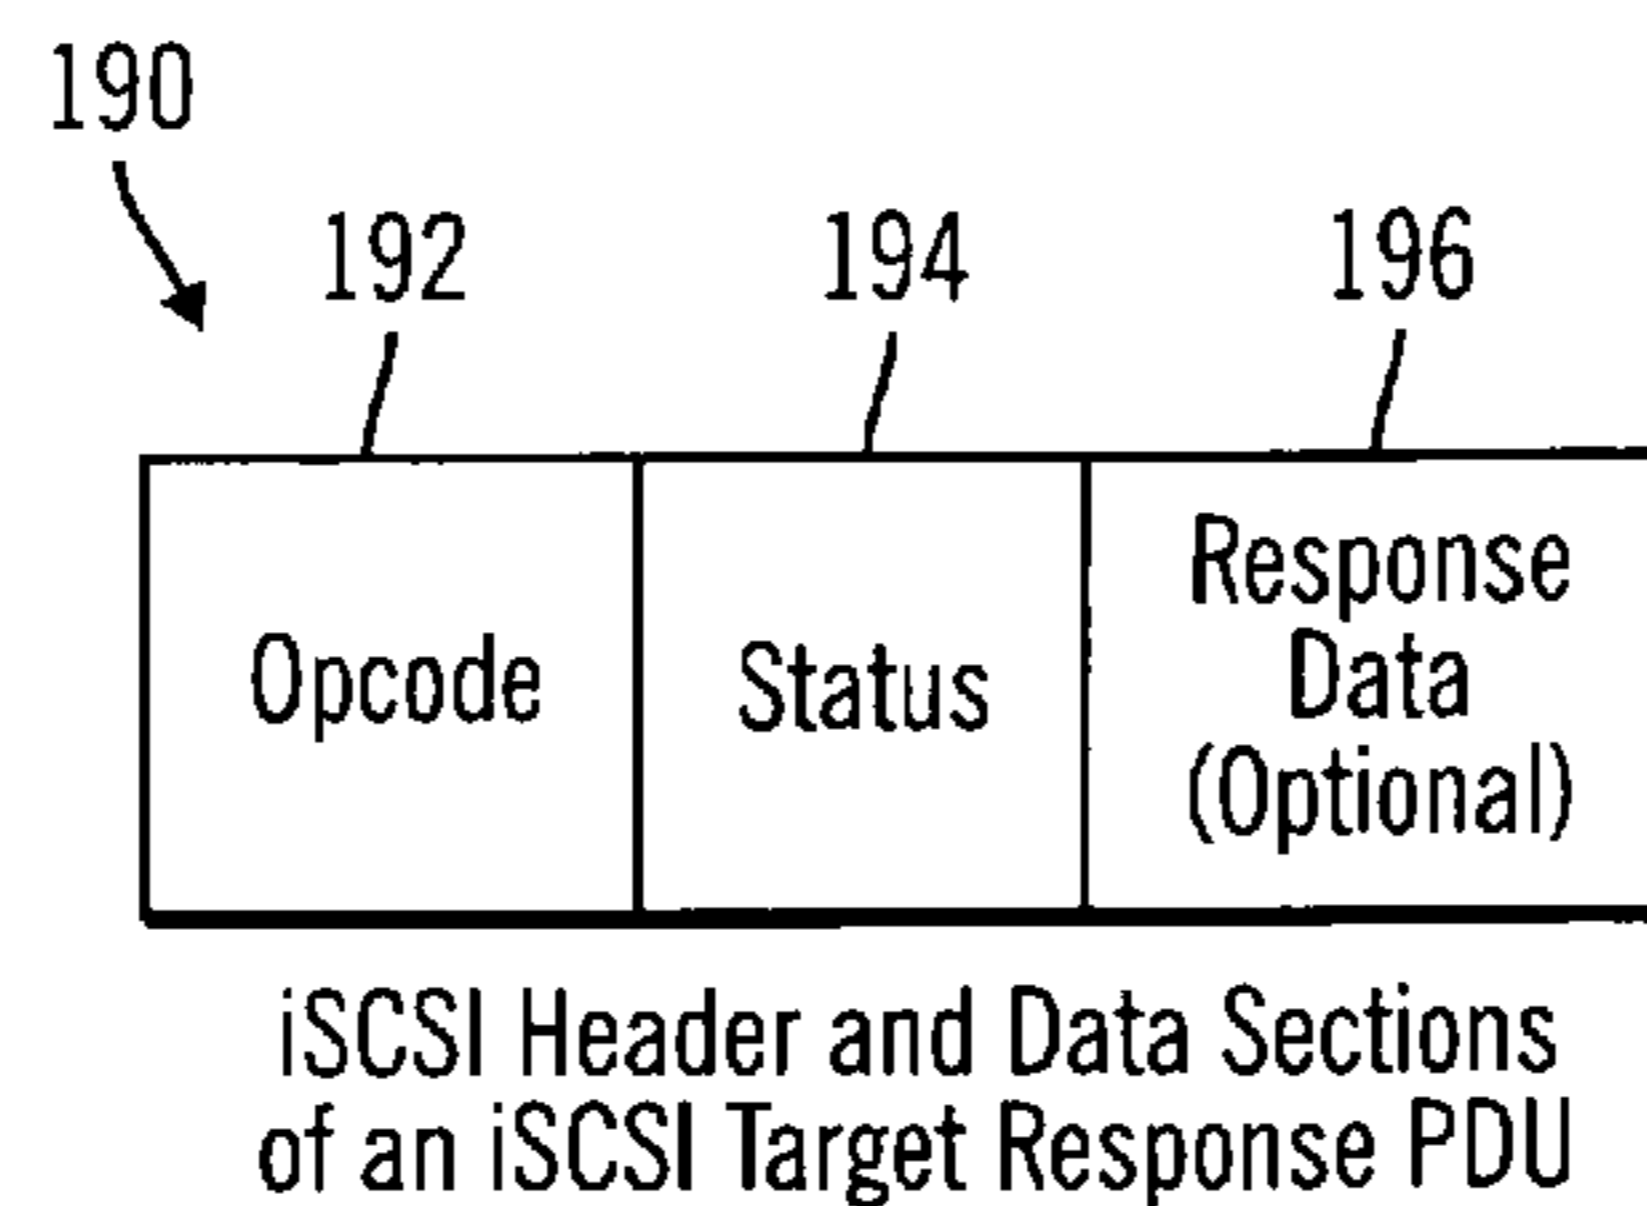 190
192 194 196
Opcode
Status
Response
Data
(Optional)
iSCSI Header and Data Sections
of an iSCSI Target Response PDU